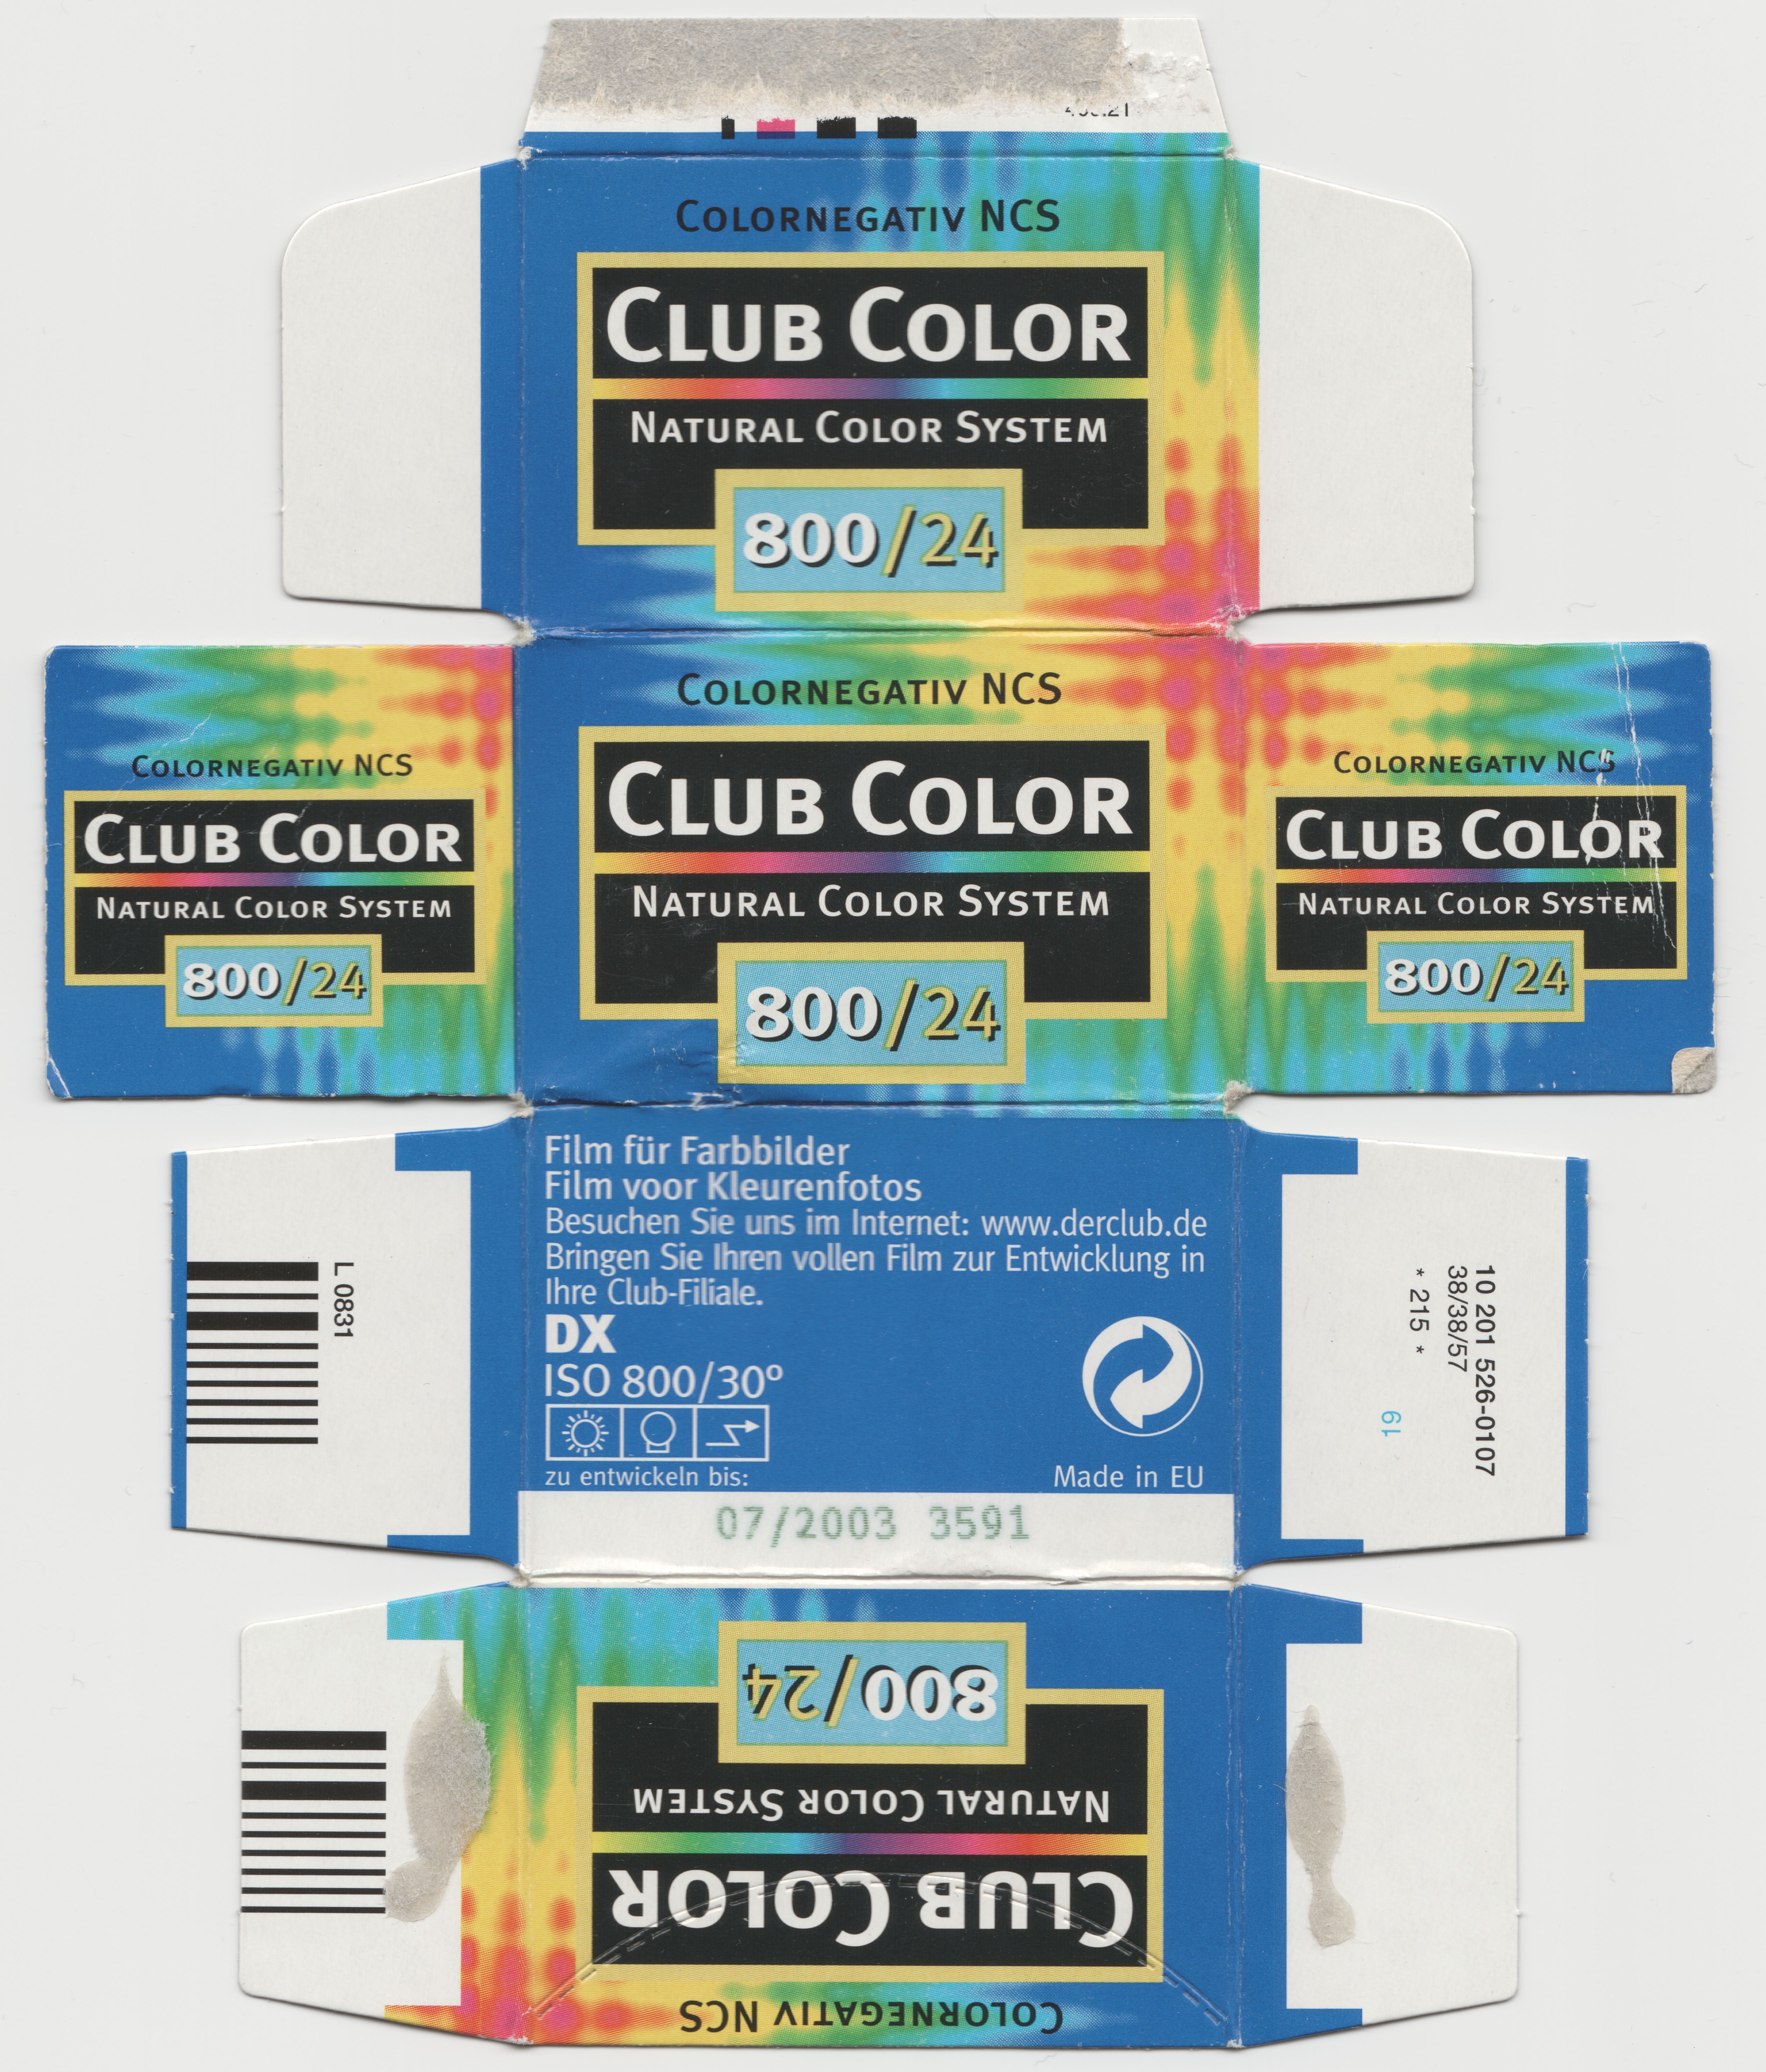 COLORNEGATIV NCS
CLUB COLOR
NATURAL COLOR SYSTEM
800/24
COLORNEGATIV NCS
CLUB COLOR
NATURAL COLOR SYSTEM
800/24
COLORNEGATIV NCS
CLUB COLOR
NATURAL COLOR SYSTEM
800/24
COLORNEGATIV NCS
CLUB COLOR
NATURAL COLOR SYSTEM
800/24
L 0831
Film für Farbbilder
Film voor Kleurenfotos
Besuchen Sie uns im Internet: www.derclub.de
Bringen Sie Ihren vollen Film zur Entwicklung in
Ihre Club-Filiale.
DX
ISO 800/30°
zu entwickeln bis:
Made in EU
07/2003 3591
10 201 526-0107
38/38/57
* 215 *
19
COLORNEGATIV NCS
CLUB COLOR
NATURAL COLOR SYSTEM
800/24